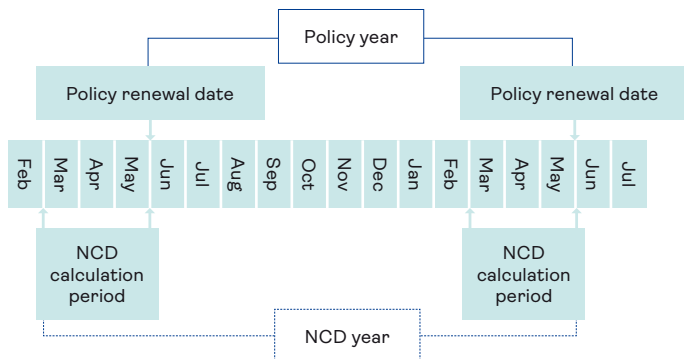 Policy year
Policy renewal date
Policy renewal date
Feb
Mar
Apr
May
Jun
Jul
Aug
Sep
Oct
Nov
Dec
Jan
Feb
Mar
Apr
May
Jun
Jul
NCD
calculation
period
NCD
calculation
period
NCD year